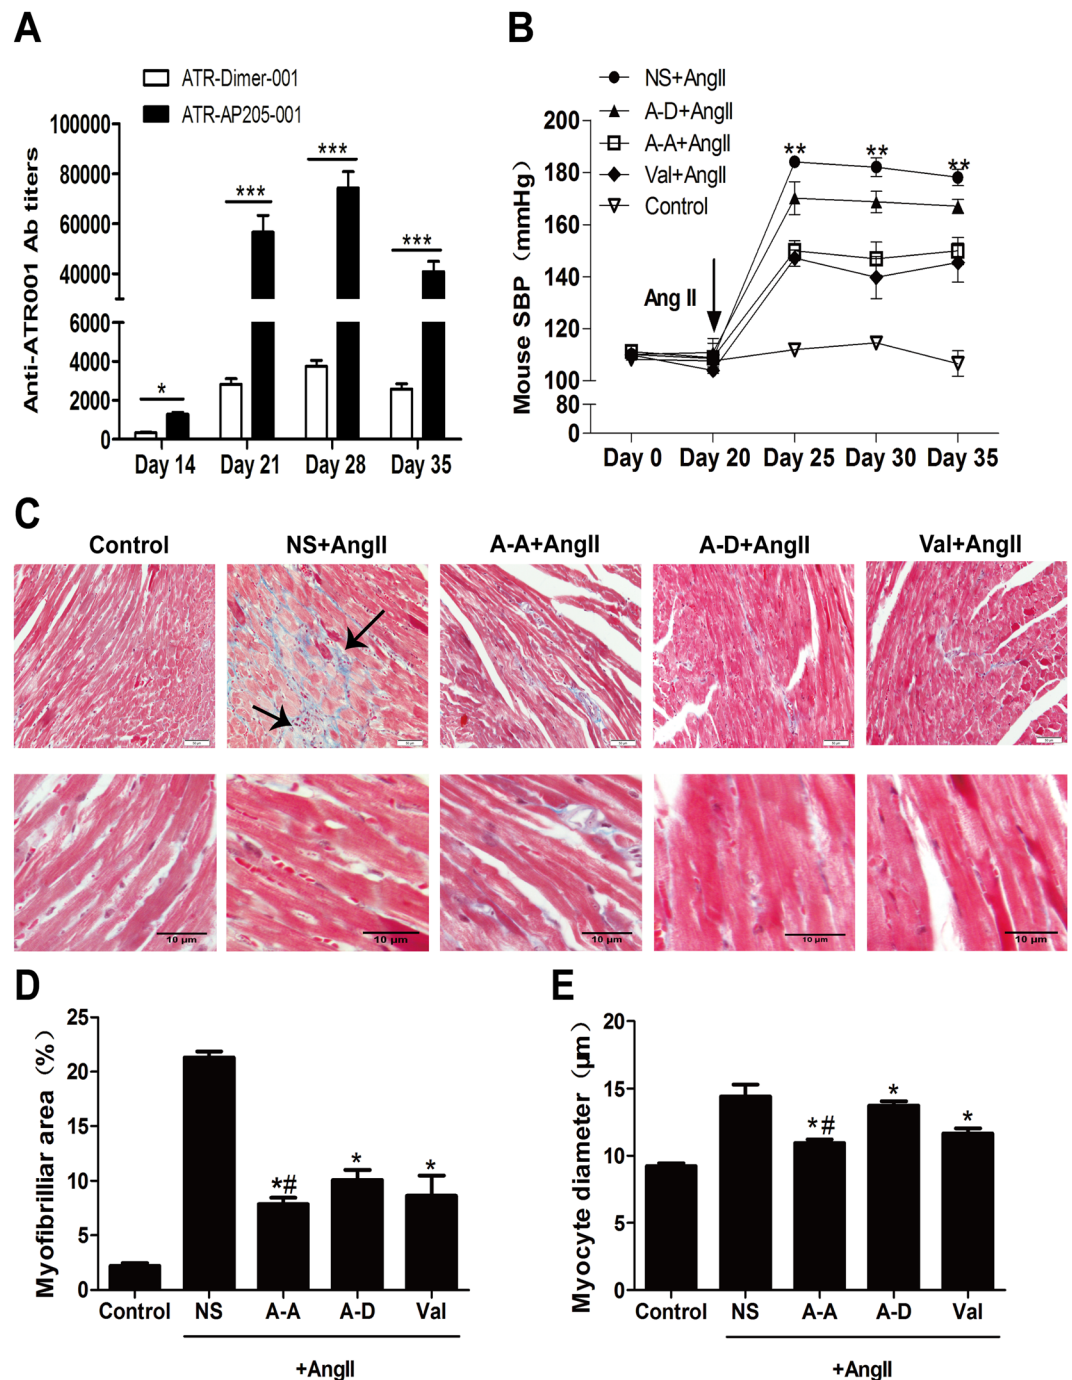 A
ATR-Dimer-001
ATR-AP205-001
Anti-ATR001 Ab titers
100000
80000
60000
40000
6000
4000
2000
0
*
***
***
***
Day 14
Day 21
Day 28
Day 35
B
NS+AngII
A-D+AngII
A-A+AngII
Val+AngII
Control
Mouse SBP (mmHg)
200
180
160
140
120
100
80
0
**
**
**
Ang II
Day 0
Day 20
Day 25
Day 30
Day 35
C
Control
NS+AngII
A-A+AngII
A-D+AngII
Val+AngII
10 μm
10 μm
10 μm
10 μm
10 μm
D
Myofibrilliar area (%)
25
20
15
10
5
0
*#
*
*
Control
NS
A-A
A-D
Val
+AngII
E
Myocyte diameter (μm)
20
15
10
5
0
*#
*
*
Control
NS
A-A
A-D
Val
+AngII